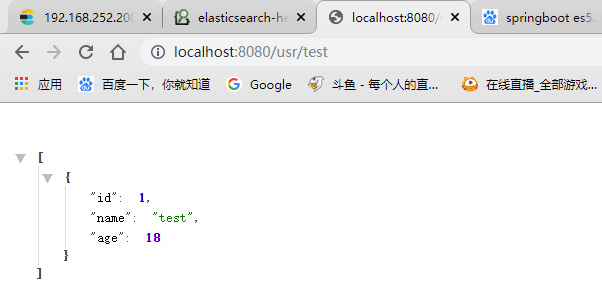 192.168.252.200
elasticsearch-he
localhost:8080/u
springboot es5.
localhost:8080/usr/test
应用
百度一下，你就知道
Google
斗鱼 - 每个人的直...
在线直播_全部游戏...
[
{
"id": 1,
"name": "test",
"age": 18
}
]